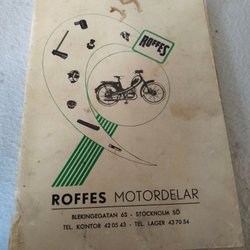 ROFFES
ROFFES MOTORDELAR
BLEKINGEGATAN 63 - STOCKHOLM SÖ
TEL. KONTOR 42 05 43 - TEL. LAGER 43 70 54